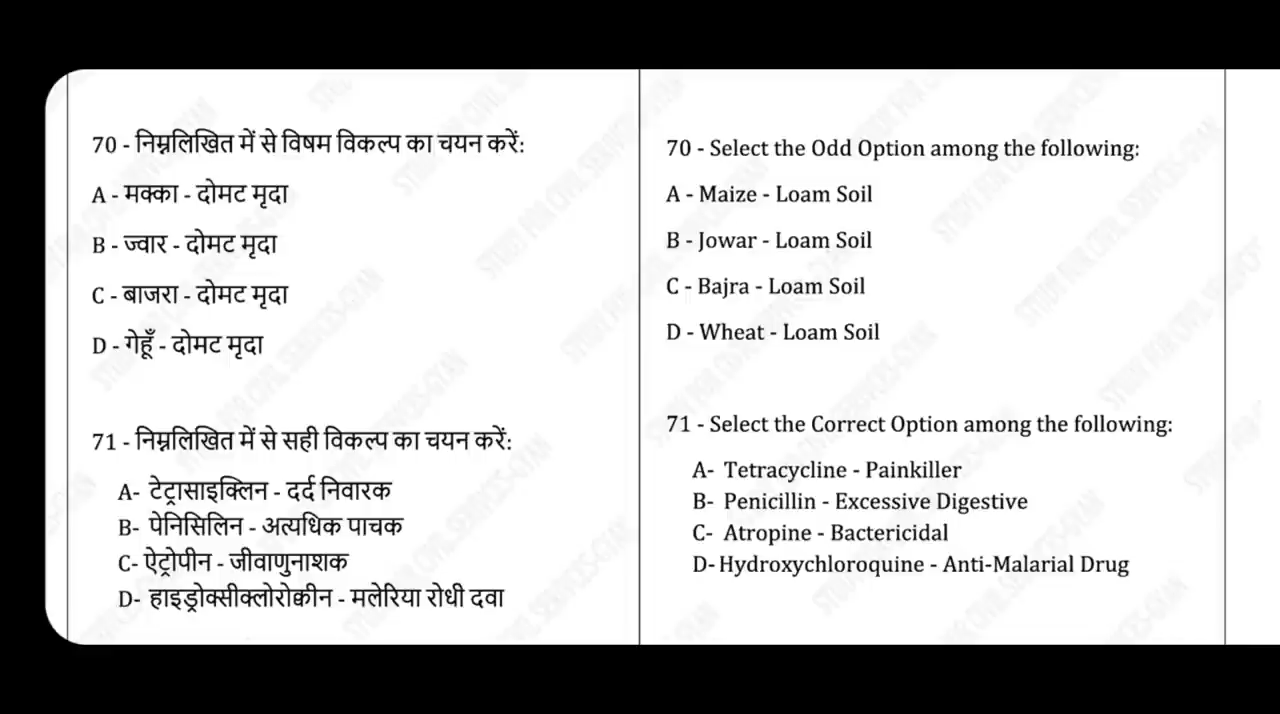 70 - निम्नलिखित में से विषम विकल्प का चयन करें:
A - मक्का - दोमट मृदा
B - ज्वार - दोमट मृदा
C - बाजरा - दोमट मृदा
D - गेहूँ - दोमट मृदा
71 - निम्नलिखित में से सही विकल्प का चयन करें:
A- टेट्रासाइक्लिन - दर्द निवारक
B- पेनिसिलिन - अत्यधिक पाचक
C- ऐट्रोपीन - जीवाणुनाशक
D- हाइड्रोक्सीक्लोरोक्वीन - मलेरिया रोधी दवा
70 - Select the Odd Option among the following:
A - Maize - Loam Soil
B - Jowar - Loam Soil
C - Bajra - Loam Soil
D - Wheat - Loam Soil
71 - Select the Correct Option among the following:
A- Tetracycline - Painkiller
B- Penicillin - Excessive Digestive
C- Atropine - Bactericidal
D- Hydroxychloroquine - Anti-Malarial Drug